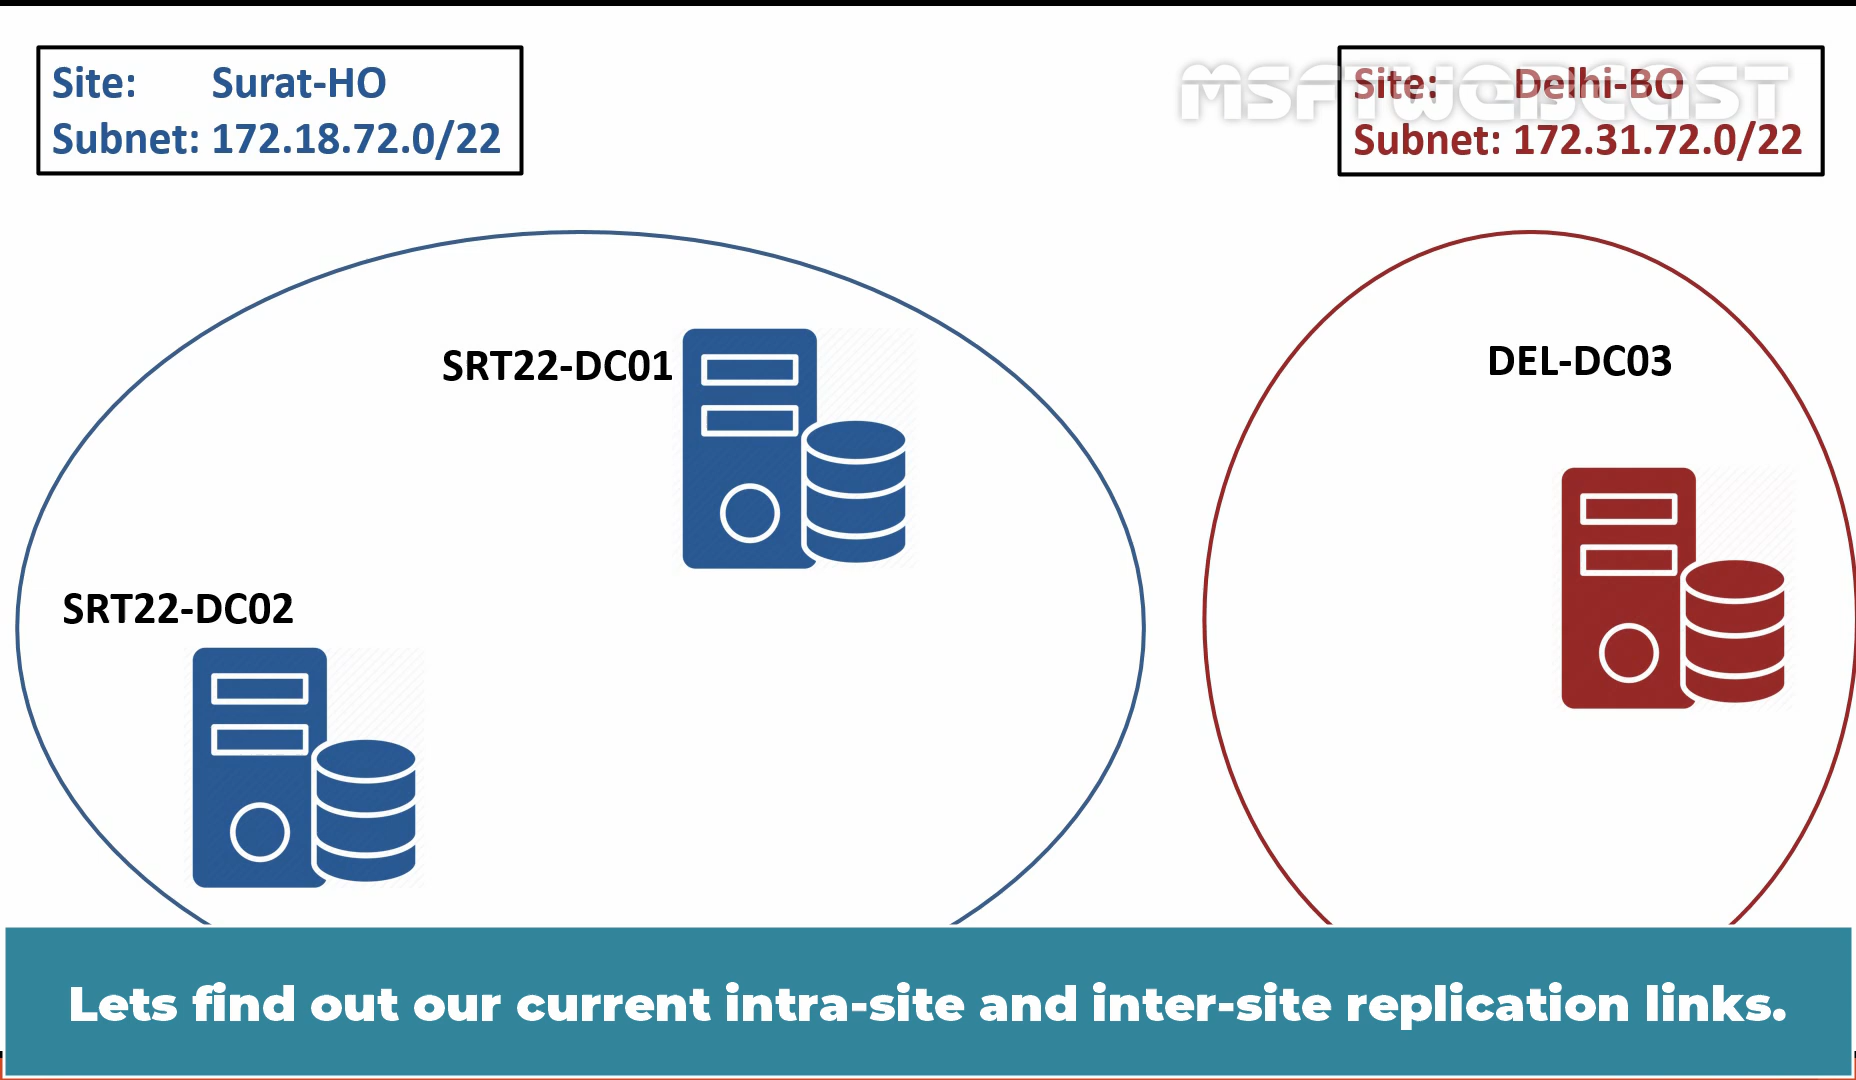 Site: Surat-HO
Subnet: 172.18.72.0/22
MSFTWEBCAST
Site: Delhi-BO
Subnet: 172.31.72.0/22
SRT22-DC01
DEL-DC03
SRT22-DC02
Lets find out our current intra-site and inter-site replication links.